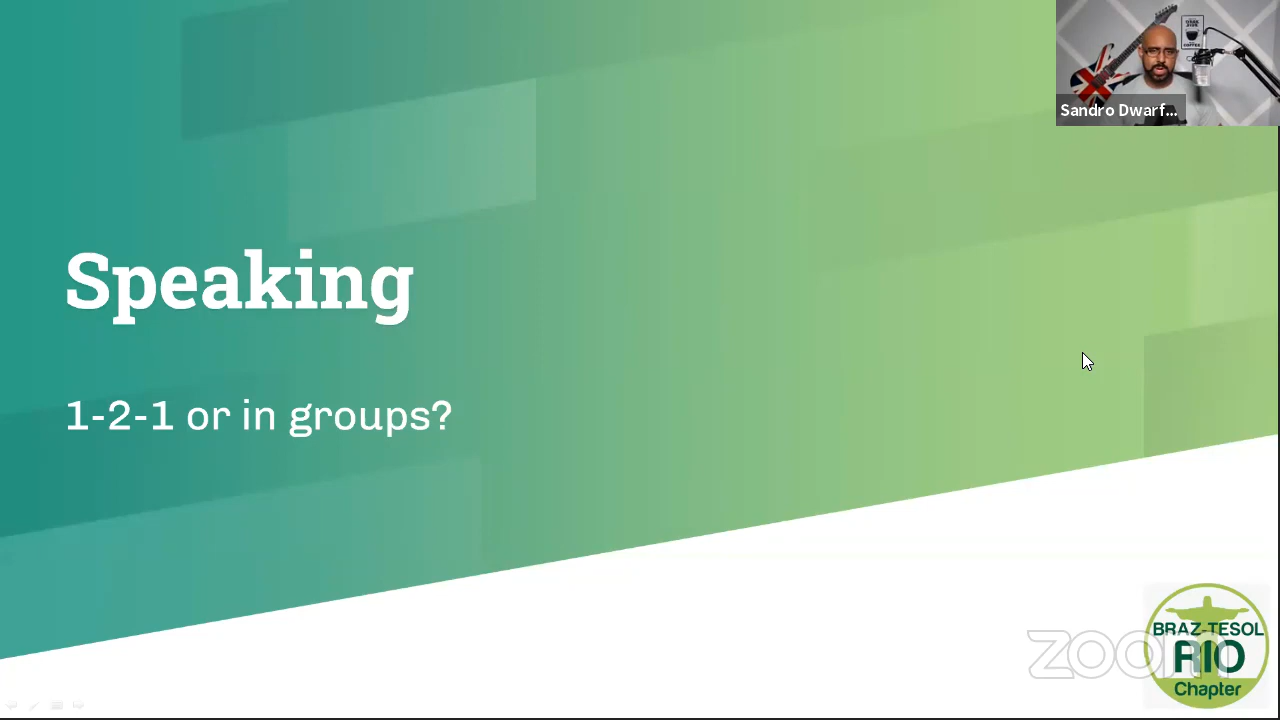 Sandro Dwarf...
Speaking
1-2-1 or in groups?
zoom
BRAZ-TESOL
RIO
Chapter